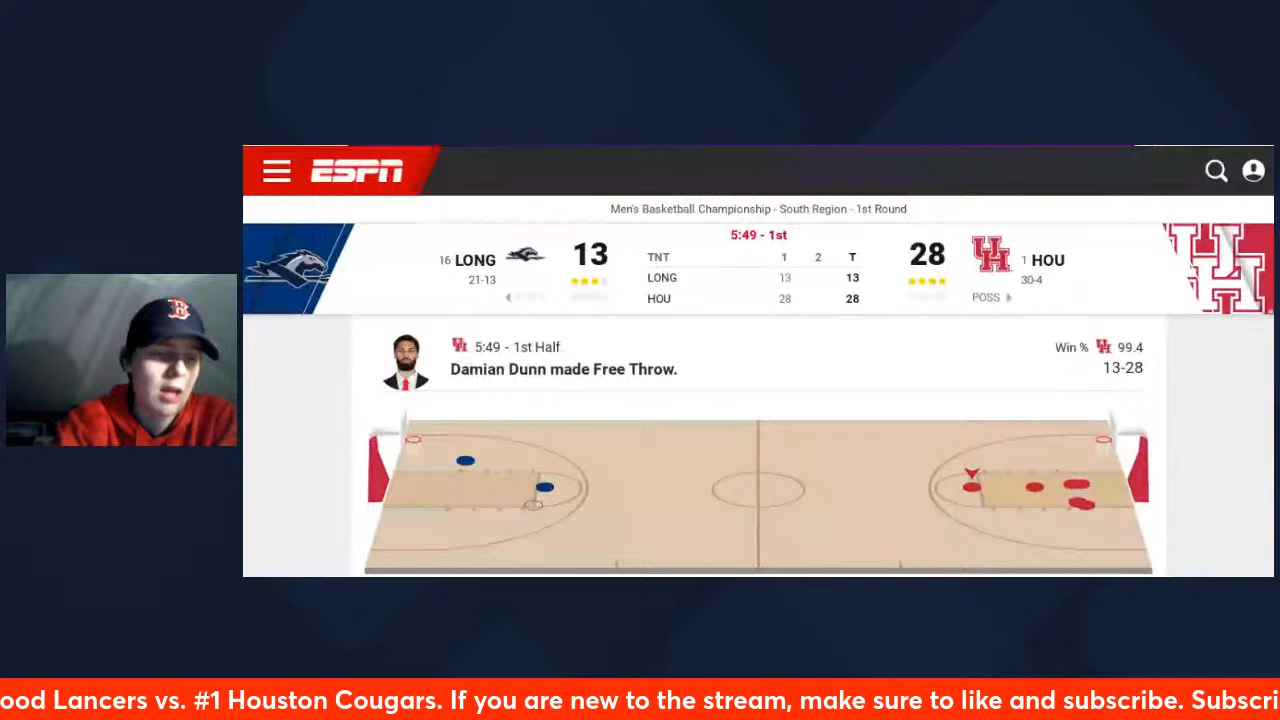 ESPN
Men's Basketball Championship - South Region - 1st Round
16 LONG
21-13
13
5:49 - 1st
TNT 1 2 T
LONG 13 13
HOU 28 28
28
1 HOU
30-4
POSS
5:49 - 1st Half
Damian Dunn made Free Throw.
Win % 99.4
13-28
B
ood Lancers vs. #1 Houston Cougars. If you are new to the stream, make sure to like and subscribe. Subscri